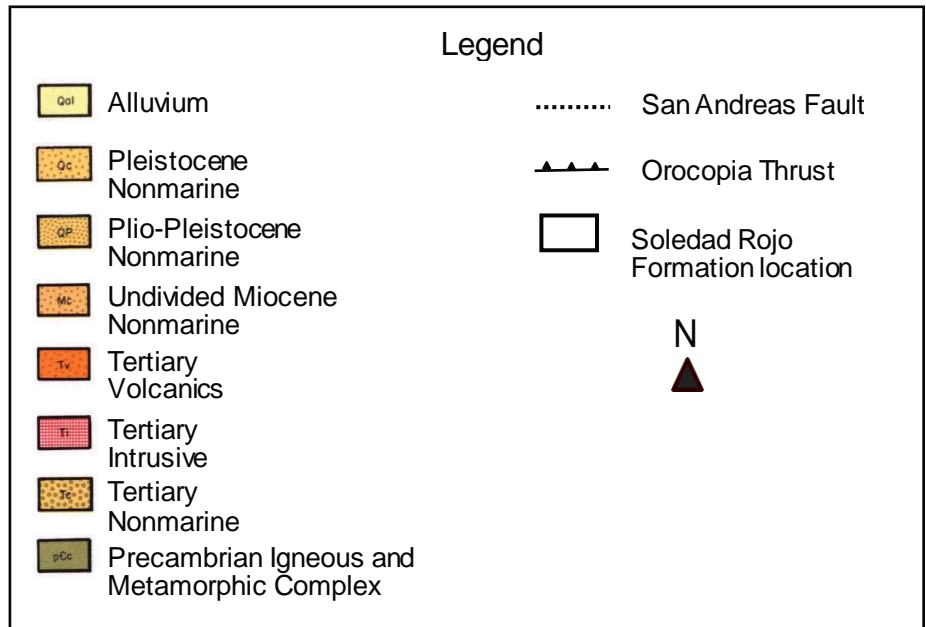 Legend
Qal
Alluvium
Qc
Pleistocene
Nonmarine
QP
Plio-Pleistocene
Nonmarine
Mc
Undivided Miocene
Nonmarine
Tv
Tertiary
Volcanics
Ti
Tertiary
Intrusive
Tc
Tertiary
Nonmarine
pЄc
Precambrian Igneous and
Metamorphic Complex
San Andreas Fault
Orocopia Thrust
Soledad Rojo
Formation location
N